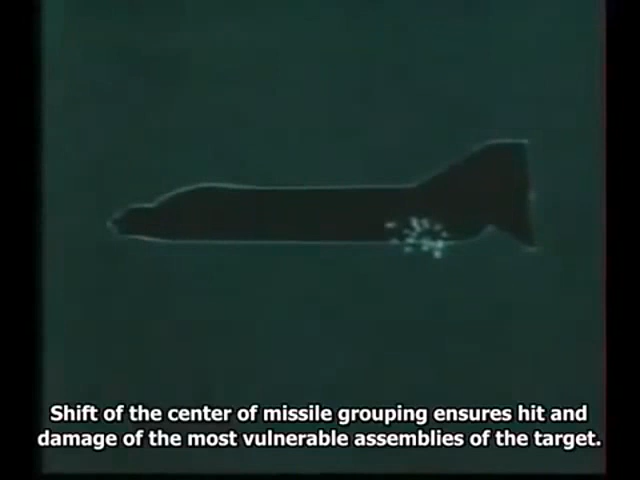 Shift of the center of missile grouping ensures hit and
damage of the most vulnerable assemblies of the target.